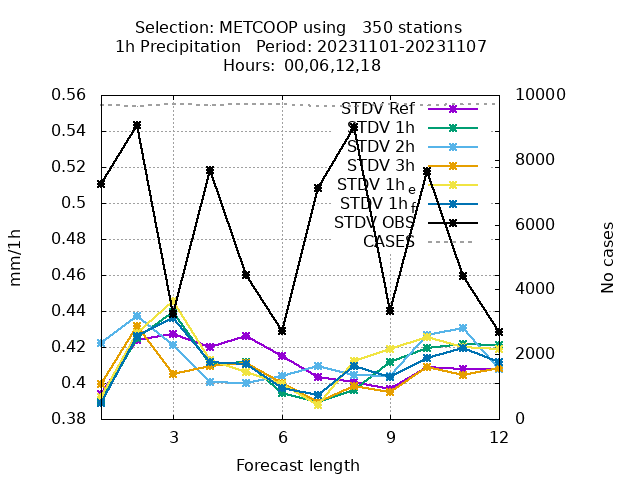 Selection: METCOOP using   350 stations
1h Precipitation   Period: 20231101-20231107
Hours: 00,06,12,18
0.56
0.54
0.52
0.5
0.48
0.46
0.44
0.42
0.4
0.38
mm/1h
STDV Ref
STDV 1h
STDV 2h
STDV 3h
STDV 1h e
STDV 1h f
STDV OBS
CASES
10000
8000
6000
4000
2000
0
No cases
3
6
9
12
Forecast length